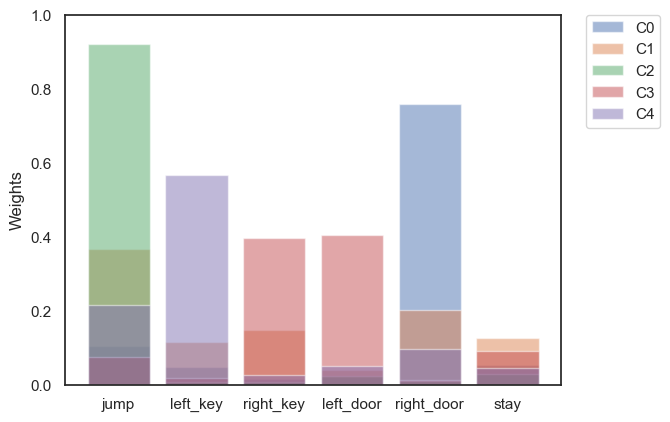 1.0
0.8
0.6
0.4
0.2
0.0
Weights
jump left_key right_key left_door right_door stay
C0
C1
C2
C3
C4